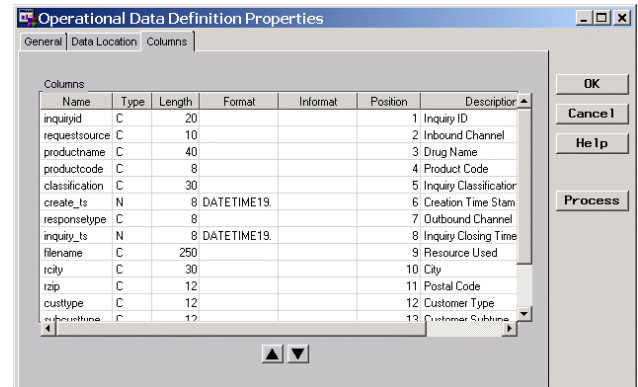 Operational Data Definition Properties
General Data Location Columns
Columns
Name Type Length Format Informat Position Description
inquiryid C 20 1 Inquiry ID
requestsource C 10 2 Inbound Channel
productname C 40 3 Drug Name
productcode C 8 4 Product Code
classification C 30 5 Inquiry Classification
create_ts N 8 DATETIME19. 6 Creation Time Stam
responsetype C 8 7 Outbound Channel
inquiry_ts N 8 DATETIME19. 8 Inquiry Closing Time
filename C 250 9 Resource Used
rcity C 30 10 City
rzip C 12 11 Postal Code
custtype C 12 12 Customer Type
subcusttype C 12 13 Customer Subtype
OK
Cancel
Help
Process